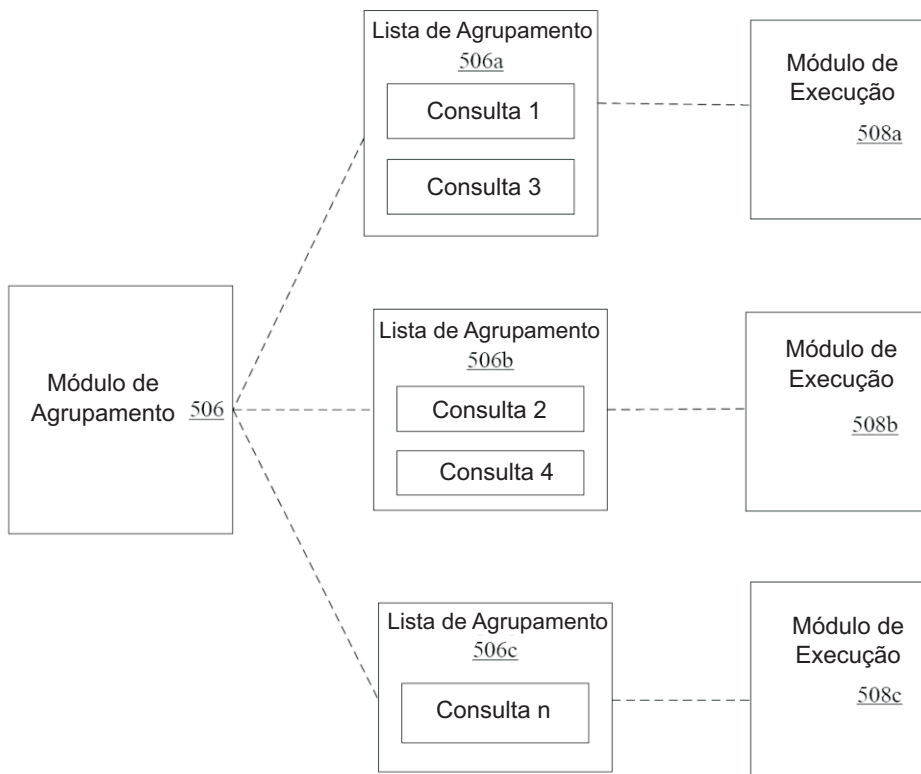 Lista de Agrupamento
506a
Consulta 1
Consulta 3
Módulo de
Execução
508a
Módulo de
Agrupamento 506
Lista de Agrupamento
506b
Consulta 2
Consulta 4
Módulo de
Execução
508b
Lista de Agrupamento
506c
Consulta n
Módulo de
Execução
508c